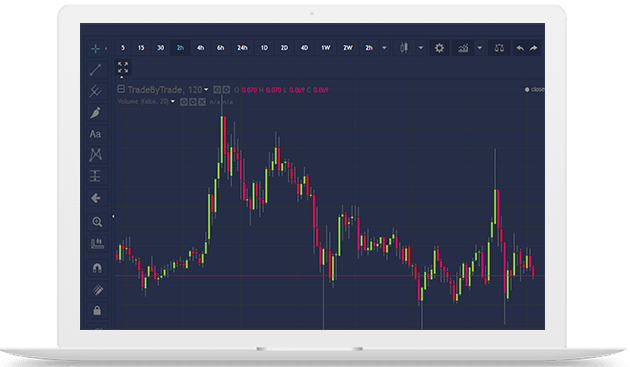 5 15 30 2h 4h 6h 24h 1D 2D 4D 1W 2W 2h
TradeByTrade, 120 O 0.070 H 0.070 C 0.069 C 0.069
close
Volume (false, 20) n/a n/a
Aa